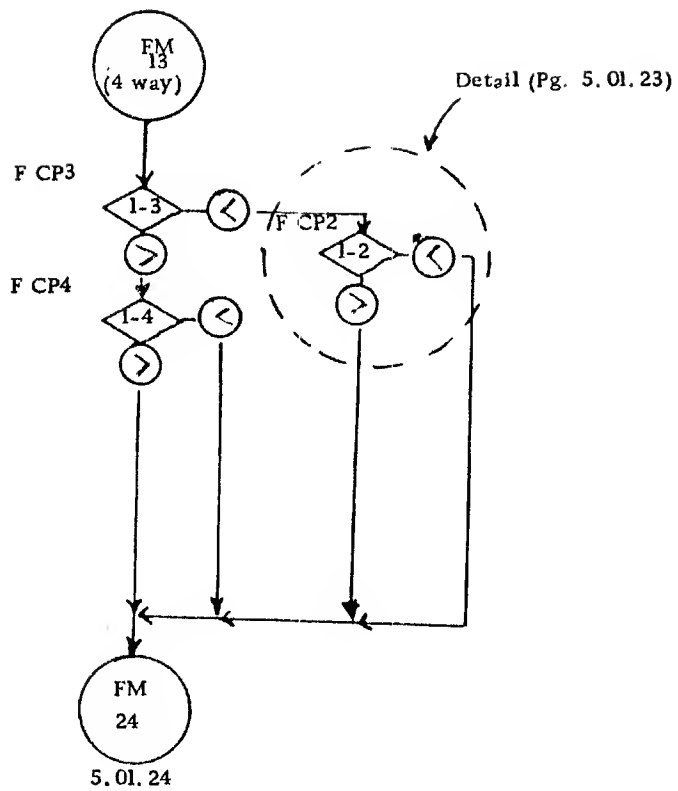 FM
13
(4 way)
Detail (Pg. 5.01.23)
F CP3
1-3
<
F CP2
1-2
<
>
>
F CP4
1-4
<
>
>
FM
24
5.01.24